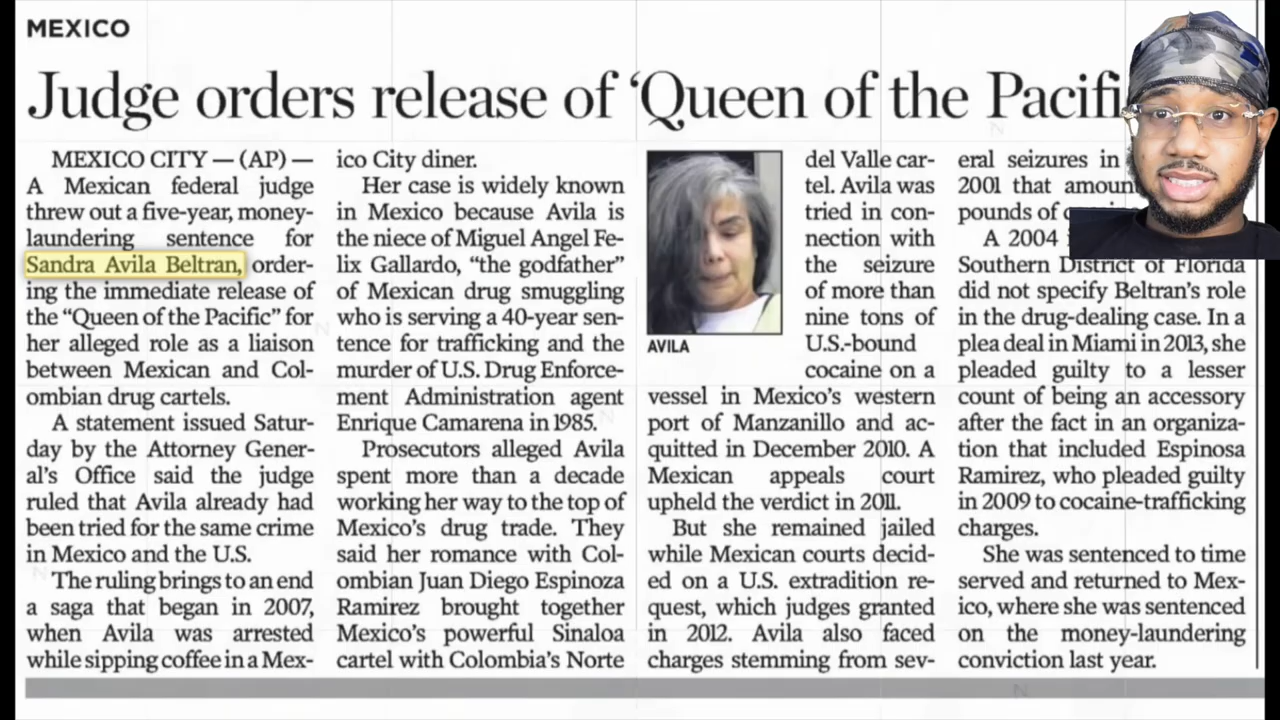 MEXICO
Judge orders release of ‘Queen of the Pacifi
MEXICO CITY — (AP) —
A Mexican federal judge
threw out a five-year, money-
laundering sentence for
Sandra Avila Beltran, order-
ing the immediate release of
the “Queen of the Pacific” for
her alleged role as a liaison
between Mexican and Col-
ombian drug cartels.
A statement issued Satur-
day by the Attorney Gener-
al’s Office said the judge
ruled that Avila already had
been tried for the same crime
in Mexico and the U.S.
The ruling brings to an end
a saga that began in 2007,
when Avila was arrested
while sipping coffee in a Mex-
ico City diner.
Her case is widely known
in Mexico because Avila is
the niece of Miguel Angel Fe-
lix Gallardo, “the godfather”
of Mexican drug smuggling
who is serving a 40-year sen-
tence for trafficking and the
murder of U.S. Drug Enforce-
ment Administration agent
Enrique Camarena in 1985.
Prosecutors alleged Avila
spent more than a decade
working her way to the top of
Mexico’s drug trade. They
said her romance with Col-
ombian Juan Diego Espinoza
Ramirez brought together
Mexico’s powerful Sinaloa
cartel with Colombia’s Norte
AVILA
del Valle car-
tel. Avila was
tried in con-
nection with
the seizure
of more than
nine tons of
U.S.-bound
cocaine on a
vessel in Mexico’s western
port of Manzanillo and ac-
quitted in December 2010. A
Mexican appeals court
upheld the verdict in 2011.
But she remained jailed
while Mexican courts decid-
ed on a U.S. extradition re-
quest, which judges granted
in 2012. Avila also faced
charges stemming from sev-
eral seizures in
2001 that amoun
pounds of
A 2004
Southern District of Florida
did not specify Beltran’s role
in the drug-dealing case. In a
plea deal in Miami in 2013, she
pleaded guilty to a lesser
count of being an accessory
after the fact in an organiza-
tion that included Espinosa
Ramirez, who pleaded guilty
in 2009 to cocaine-trafficking
charges.
She was sentenced to time
served and returned to Mex-
ico, where she was sentenced
on the money-laundering
conviction last year.